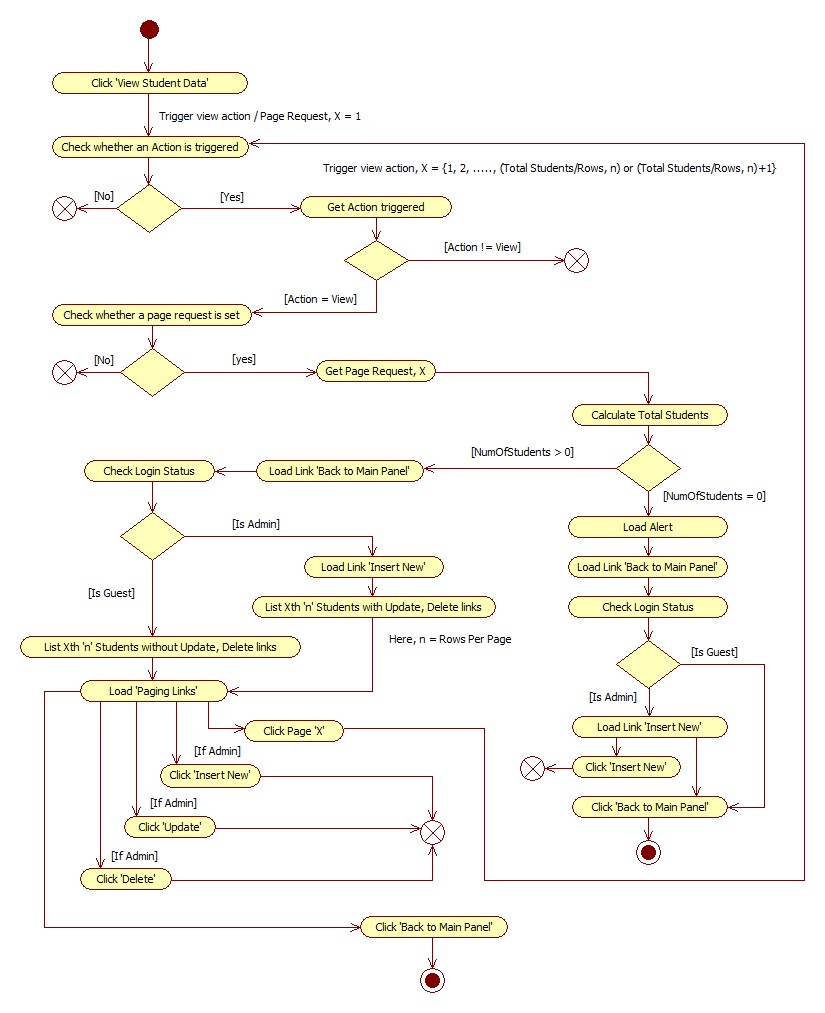 Click 'View Student Data'
Trigger view action / Page Request, X = 1
Check whether an Action is triggered
Trigger view action, X = {1, 2, ....., (Total Students/Rows, n) or (Total Students/Rows, n)+1}
[No]
[Yes]
Get Action triggered
[Action != View]
[Action = View]
Check whether a page request is set
[No]
[yes]
Get Page Request, X
Calculate Total Students
[NumOfStudents > 0]
Check Login Status
Load Link 'Back to Main Panel'
[NumOfStudents = 0]
[Is Admin]
Load Alert
Load Link 'Insert New'
Load Link 'Back to Main Panel'
[Is Guest]
List Xth 'n' Students with Update, Delete links
Check Login Status
Here, n = Rows Per Page
List Xth 'n' Students without Update, Delete links
[Is Guest]
Load 'Paging Links'
[Is Admin]
Click Page 'X'
Load Link 'Insert New'
[If Admin]
Click 'Insert New'
Click 'Insert New'
[If Admin]
Click 'Back to Main Panel'
Click 'Update'
[If Admin]
Click 'Delete'
Click 'Back to Main Panel'